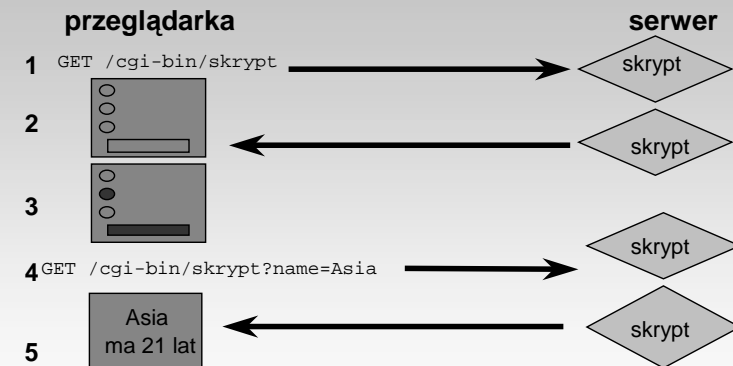 przeglądarka serwer
1 GET /cgi-bin/skrypt skrypt
2 skrypt
3
skrypt
4 GET /cgi-bin/skrypt?name=Asia
Asia
ma 21 lat
skrypt
5